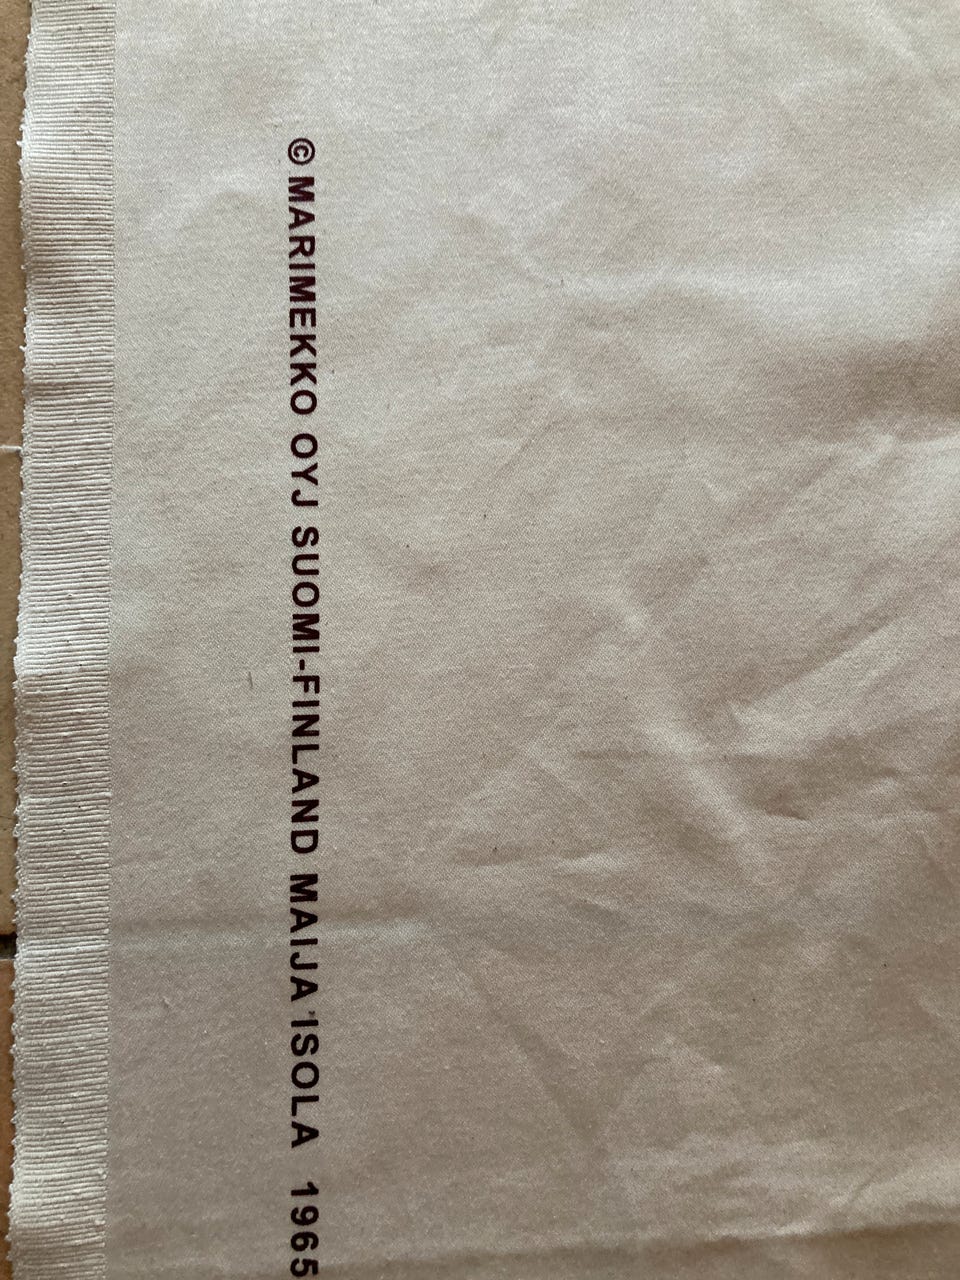 © MARIMEKKO OYJ SUOMI-FINLAND MAIJA ISOLA 1965